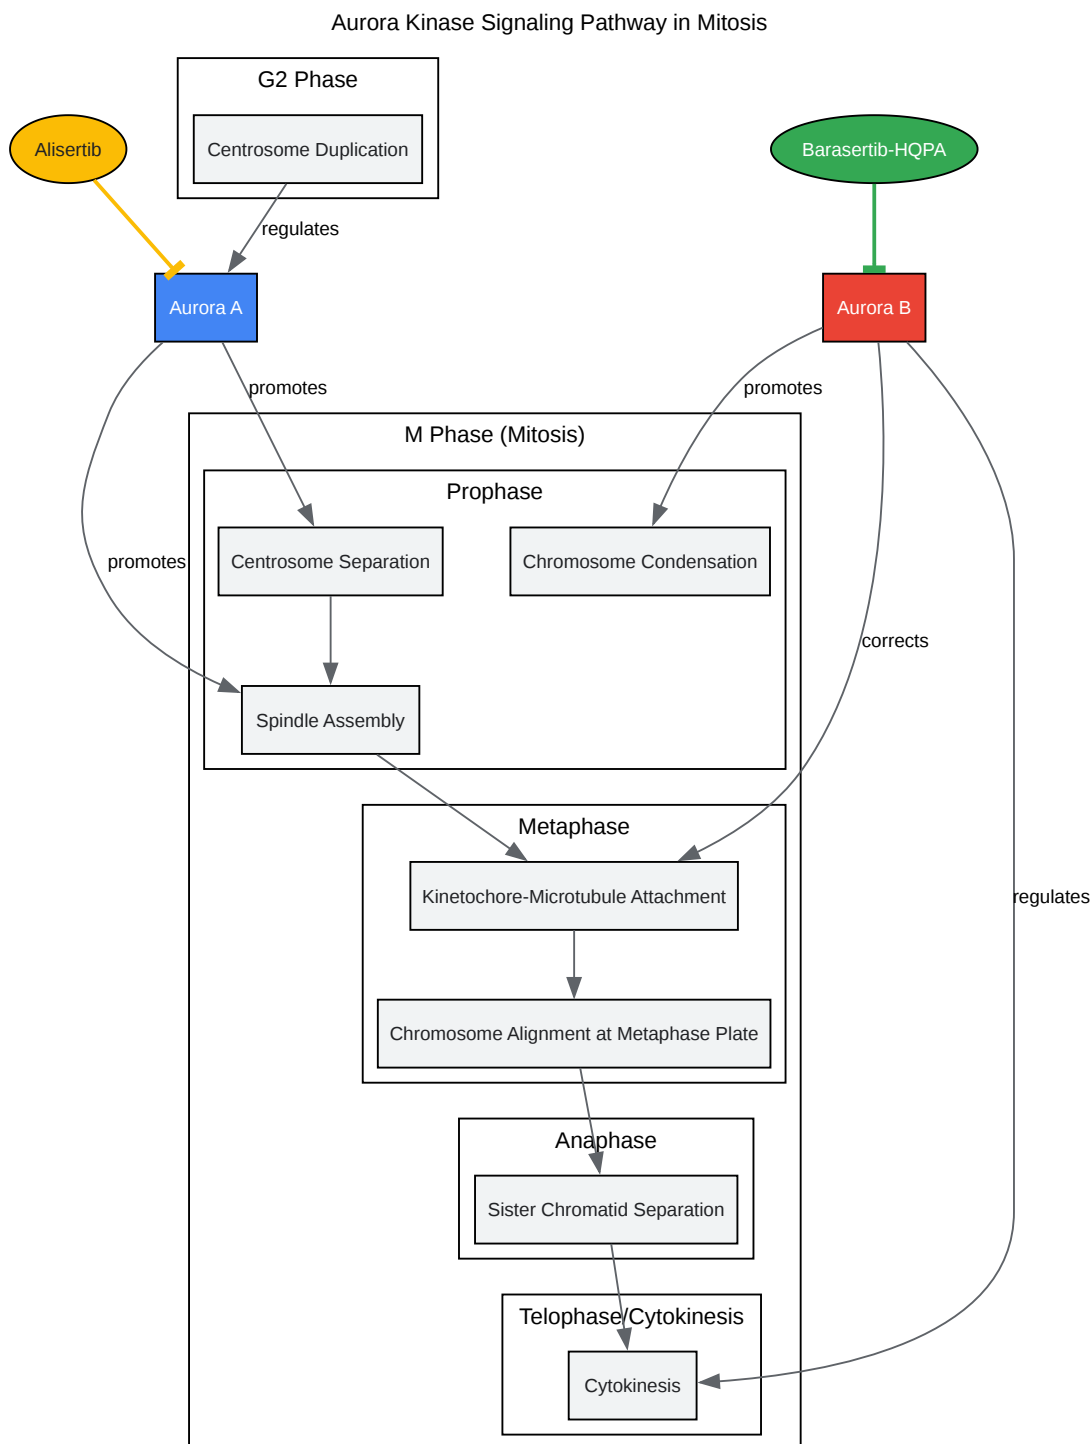 Aurora Kinase Signaling Pathway in Mitosis
G2 Phase
Alisertib
Centrosome Duplication
Barasertib-HQPA
regulates
Aurora A
Aurora B
promotes
promotes
M Phase (Mitosis)
Prophase
Centrosome Separation
Chromosome Condensation
promotes
corrects
Spindle Assembly
Metaphase
Kinetochore-Microtubule Attachment
regulates
Chromosome Alignment at Metaphase Plate
Anaphase
Sister Chromatid Separation
Telophase/Cytokinesis
Cytokinesis